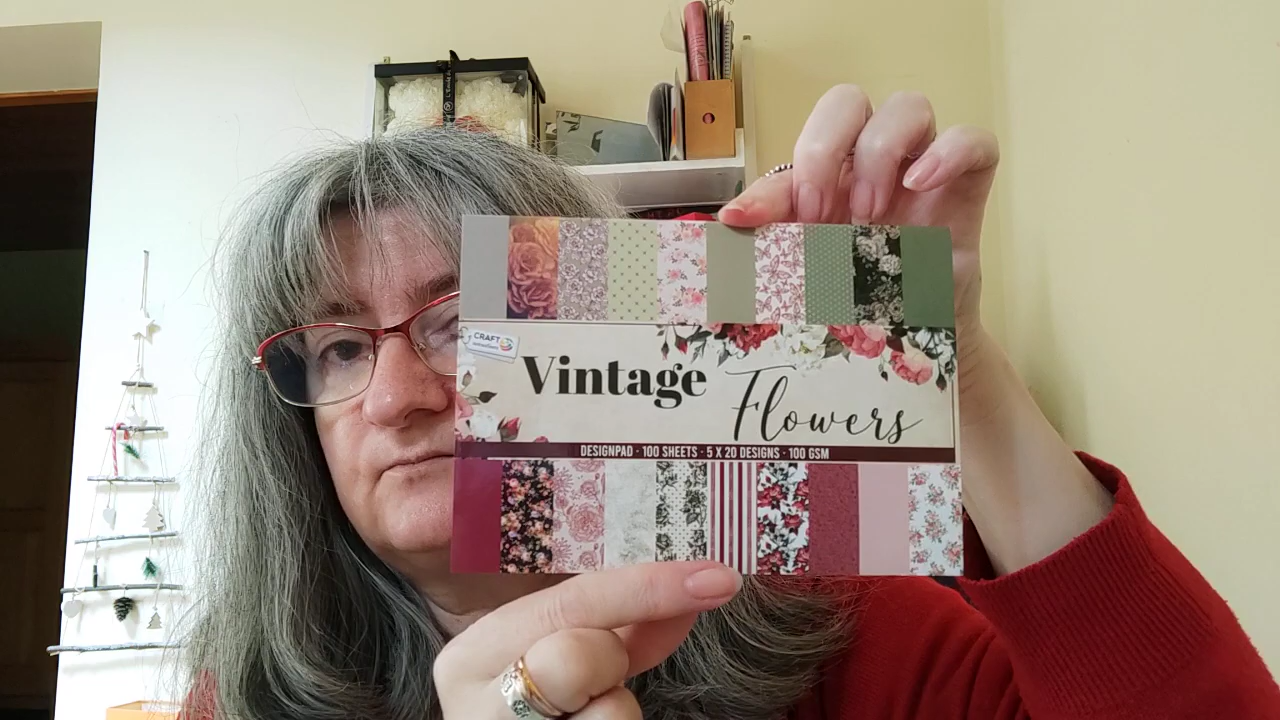 CRAFT
Vintage
Flowers
DESIGNPAD · 100 SHEETS · 5 X 20 DESIGNS · 100 GSM